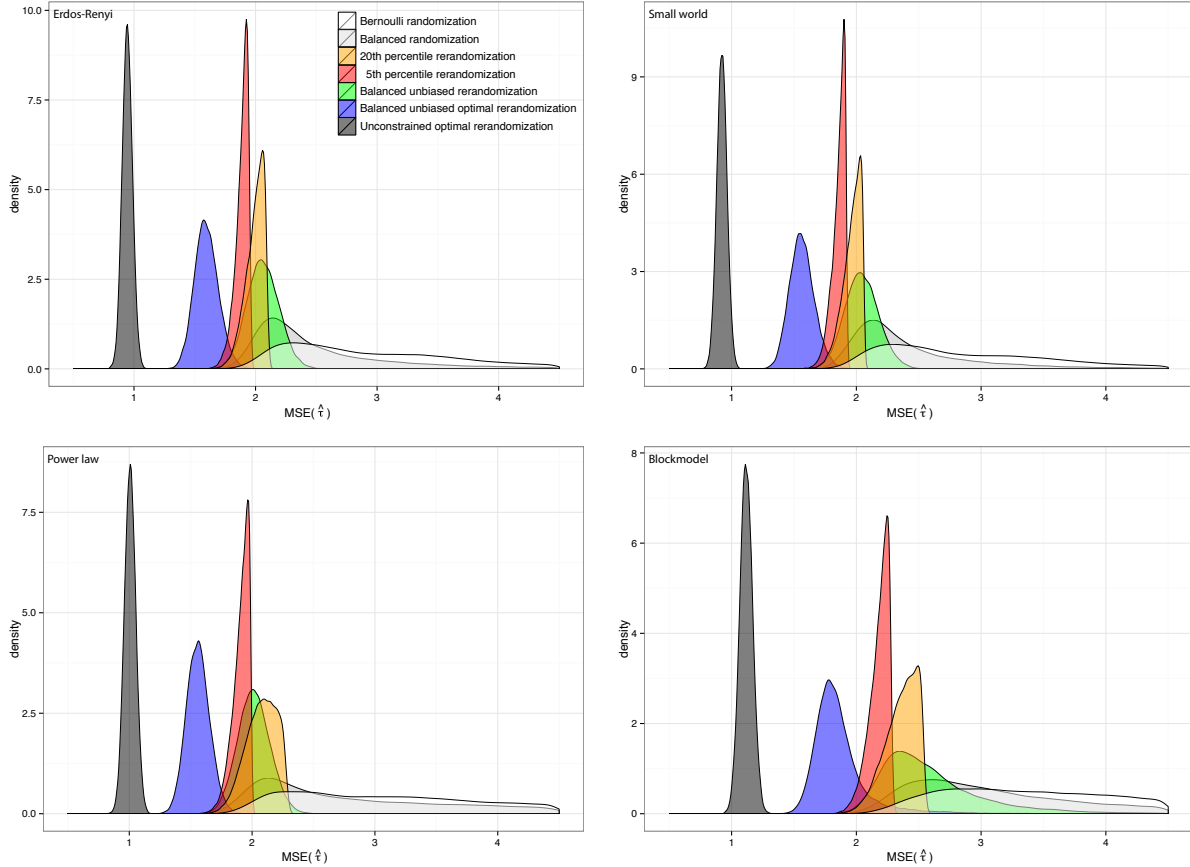 Erdos-Renyi
10.0
7.5
5.0
2.5
0.0
density
1 2 3 4
MSE(τ̂)
Bernoulli randomization
Balanced randomization
20th percentile rerandomization
5th percentile rerandomization
Balanced unbiased rerandomization
Balanced unbiased optimal rerandomization
Unconstrained optimal rerandomization
Small world
9
6
3
0
density
1 2 3 4
MSE(τ̂)
Power law
7.5
5.0
2.5
0.0
density
1 2 3 4
MSE(τ̂)
Blockmodel
8
6
4
2
0
density
1 2 3 4
MSE(τ̂)